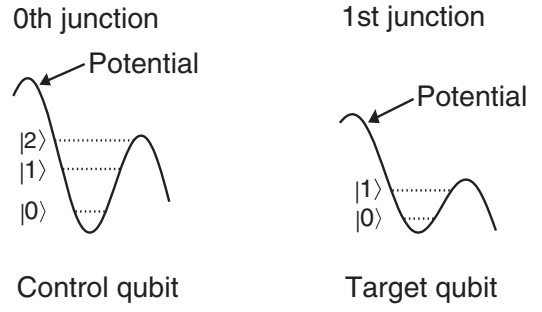 0th junction
Potential
|2⟩
|1⟩
|0⟩
Control qubit
1st junction
Potential
|1⟩
|0⟩
Target qubit